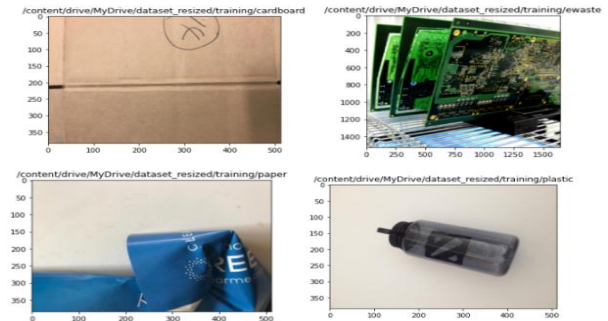 /content/drive/MyDrive/dataset_resized/training/cardboard
0
50
100
150
200
250
300
350
0 100 200 300 400 500
/content/drive/MyDrive/dataset_resized/training/ewaste
0
200
400
600
800
1000
1200
1400
0 250 500 750 1000 1250 1500
/content/drive/MyDrive/dataset_resized/training/paper
0
50
100
150
200
250
300
350
REE
arme
T
0 100 200 300 400 500
/content/drive/MyDrive/dataset_resized/training/plastic
0
50
100
150
200
250
300
350
0 100 200 300 400 500